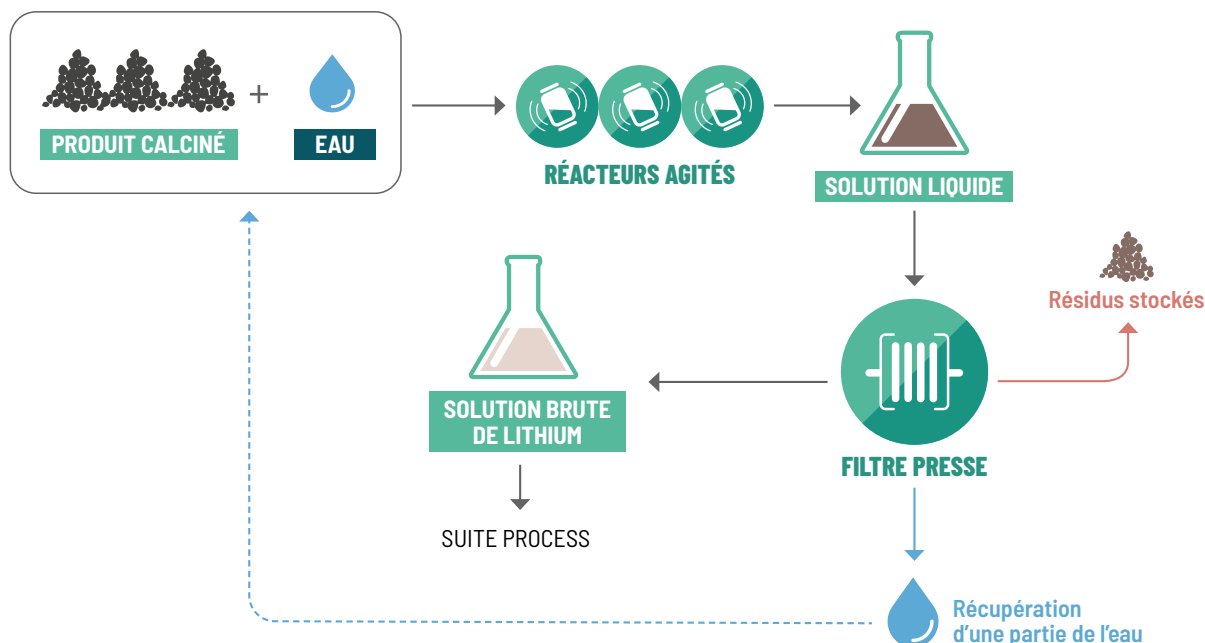 +
PRODUIT CALCINÉ
EAU
RÉACTEURS AGITÉS
SOLUTION LIQUIDE
Résidus stockés
SOLUTION BRUTE
DE LITHIUM
FILTRE PRESSE
SUITE PROCESS
Récupération
d'une partie de l'eau